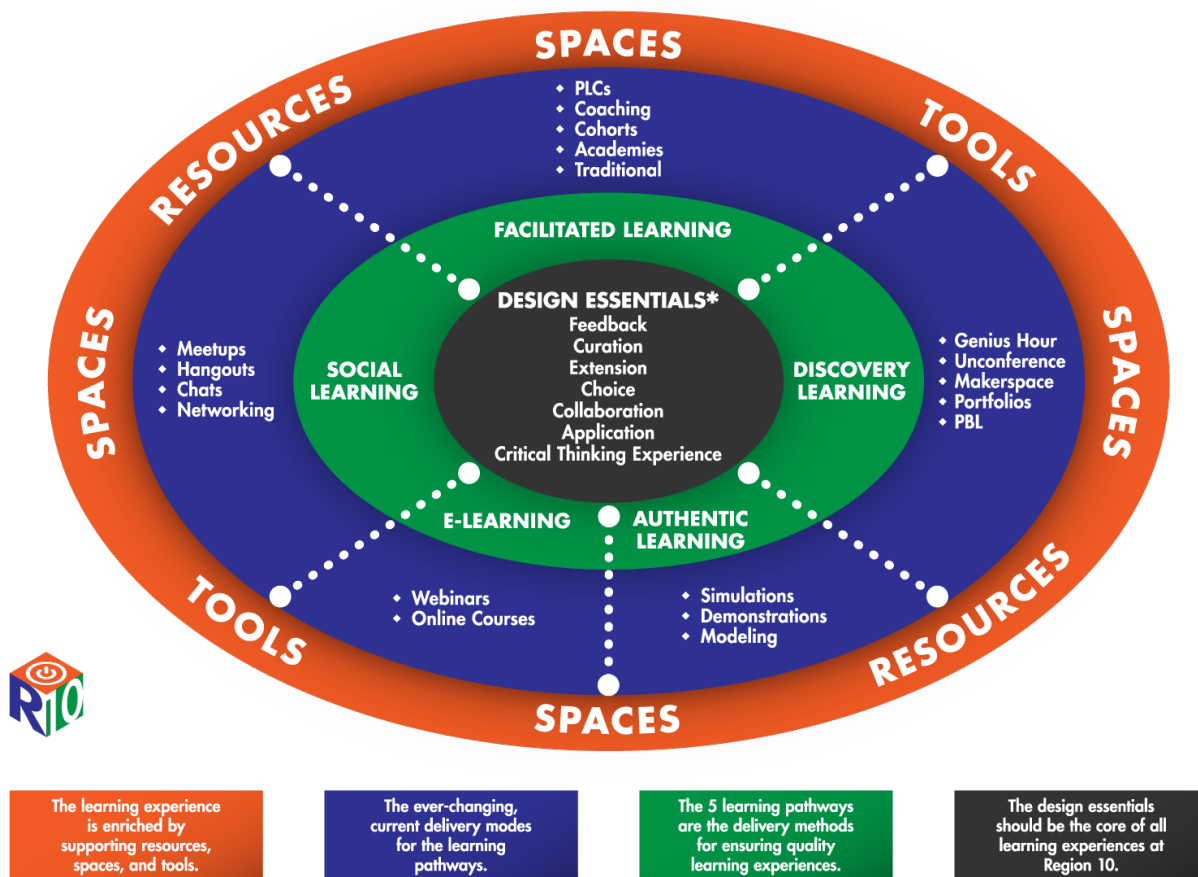 SPACES
RESOURCES
TOOLS
◆ PLCs
◆ Coaching
◆ Cohorts
◆ Academies
◆ Traditional
FACILITATED LEARNING
DESIGN ESSENTIALS*
Feedback
Curation
Extension
Choice
Collaboration
Application
Critical Thinking Experience
SPACES
◆ Meetups
◆ Hangouts
◆ Chats
◆ Networking
SOCIAL
LEARNING
DISCOVERY
LEARNING
◆ Genius Hour
◆ Unconference
◆ Makerspace
◆ Portfolios
◆ PBL
SPACES
E-LEARNING
AUTHENTIC
LEARNING
◆ Webinars
◆ Online Courses
◆ Simulations
◆ Demonstrations
◆ Modeling
TOOLS
RESOURCES
SPACES
R10
The learning experience
is enriched by
supporting resources,
spaces, and tools.
The ever-changing,
current delivery modes
for the learning
pathways.
The 5 learning pathways
are the delivery methods
for ensuring quality
learning experiences.
The design essentials
should be the core of all
learning experiences at
Region 10.